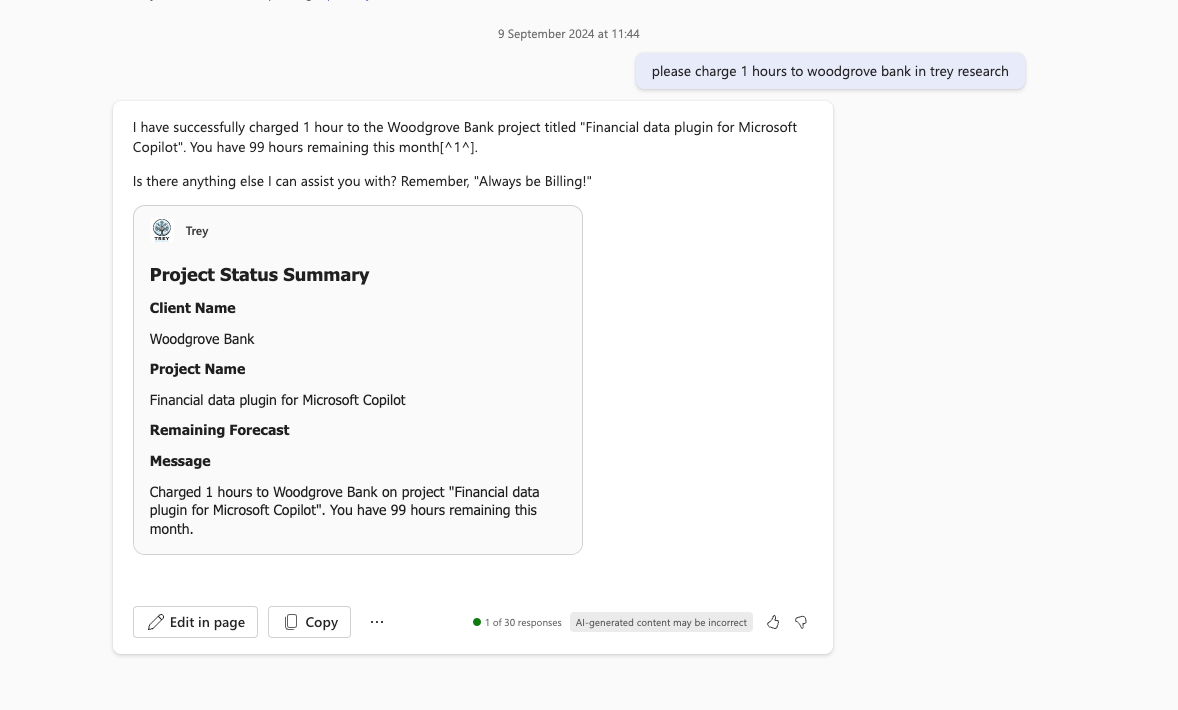 9 September 2024 at 11:44
please charge 1 hours to woodgrove bank in trey research
I have successfully charged 1 hour to the Woodgrove Bank project titled "Financial data plugin for Microsoft
Copilot". You have 99 hours remaining this month[^1^].
Is there anything else I can assist you with? Remember, "Always be Billing!"
TREY
Trey
Project Status Summary
Client Name
Woodgrove Bank
Project Name
Financial data plugin for Microsoft Copilot
Remaining Forecast
Message
Charged 1 hours to Woodgrove Bank on project "Financial data
plugin for Microsoft Copilot". You have 99 hours remaining this
month.
Edit in page
Copy
...
1 of 30 responses
AI-generated content may be incorrect